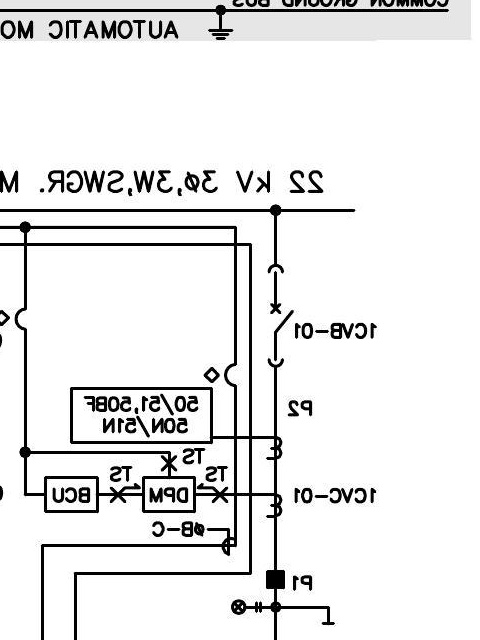 COMMON GROUND BUS
AUTOMATIC MO
22 kV 3Ø,3W,SWGR. M
1CVB-01
P2
50/51,50BF
50N/51N
TS
TS
TS
BCU
DPM
1CVC-01
ØB-C
P1